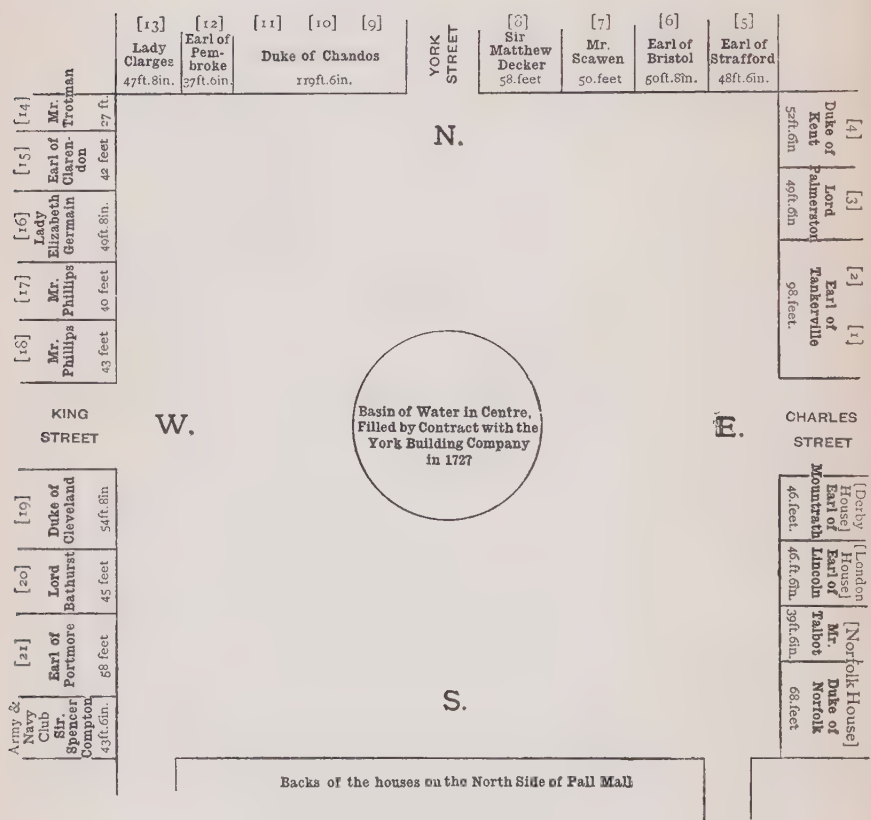 [13]
Lady
Clarges
47ft.8in.
[12]
Earl of
Pem-
broke
37ft.6in.
[11] [10] [9]
Duke of Chandos
119ft.6in.
YORK
STREET
[8]
Sir
Matthew
Decker
58.feet
[7]
Mr.
Scawen
50.feet
[6]
Earl of
Bristol
50ft.8in.
[5]
Earl of
Strafford
48ft.6in.
[14]
Mr.
Trotman
27 ft.
[15]
Earl of
Claren-
don
42 feet
[16]
Lady
Elizabeth
Germain
49ft.8in.
[17]
Mr.
Phillips
40 feet
[18]
Mr.
Phillips
43 feet
N.
[4]
Duke of
Kent
52ft.6in
[3]
Lord
Palmerston
49ft.6in
[2] [1]
Earl of
Tankerville
98.feet.
KING
STREET
W.
Basin of Water in Centre,
Filled by Contract with the
York Building Company
in 1727
E.
CHARLES
STREET
[19]
Duke of
Cleveland
54ft.8in
[20]
Lord
Bathurst
45 feet
[21]
Earl of
Portmore
68 feet
Army &
Navy
Club
Sir.
Spencer
Compton
43ft.6in.
[Derby
House]
Earl of
Mountrath
46.feet.
[London
House]
Earl of
Lincoln
46.ft.6in.
[Norfolk House]
Mr.
Talbot
39ft.6in.
Duke of
Norfolk
68.feet
S.
Backs of the houses on the North Side of Pall Mall